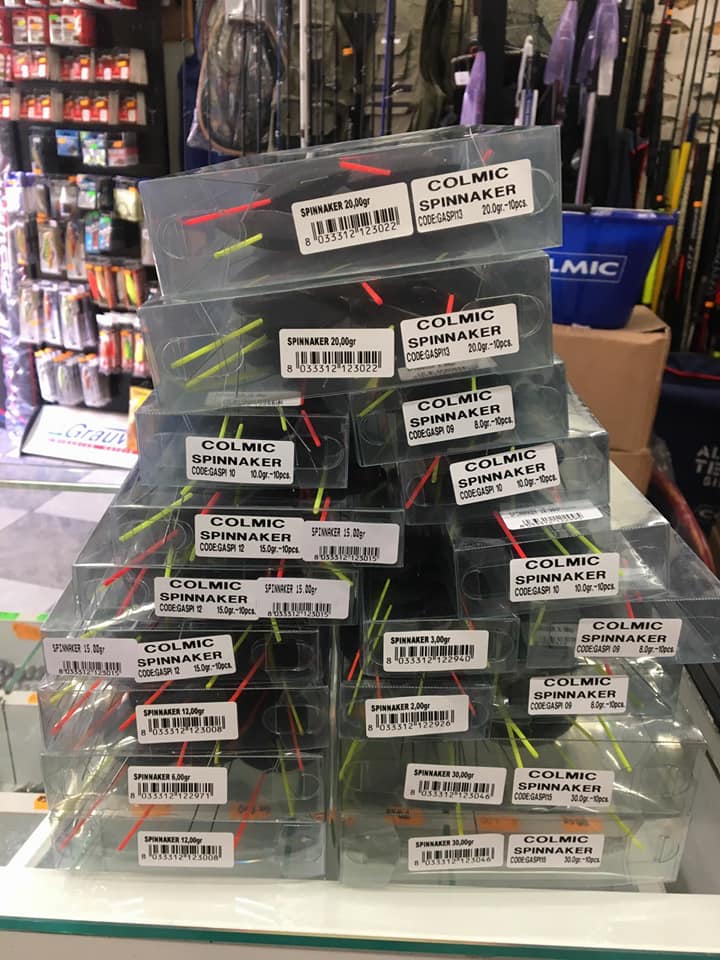 SPINNAKER 20,00gr
8 033312 123022
COLMIC
SPINNAKER
CODE:GASPI13 20.0gr.-10pcs.
LMIC
SPINNAKER 20,00gr
8 033312 123022
COLMIC
SPINNAKER
CODE:GASPI13 20.0gr.-10pcs.
COLMIC
SPINNAKER
CODE:GASPI 09 8.0gr.-10pcs.
Grauv
COLMIC
SPINNAKER
CODE:GASPI 10 10.0gr.-10pcs.
COLMIC
SPINNAKER
CODE:GASPI 10 10.0gr.-10pcs.
COLMIC
SPINNAKER
CODE:GASPI 12 15.0gr.-10pcs.
SPINNAKER 15,00gr
8 033312 123015
COLMIC
SPINNAKER
CODE:GASPI 10 10.0gr.-10pcs.
COLMIC
SPINNAKER
CODE:GASPI 12 15.0gr.-10pcs.
SPINNAKER 15,00gr
8 033312 123015
COLMIC
SPINNAKER
CODE:GASPI 09 8.0gr.-10pcs.
SPINNAKER 15,00gr
8 033312 123015
COLMIC
SPINNAKER
CODE:GASPI 12 15.0gr.-10pcs.
SPINNAKER 3,00gr
8 033312 122940
COLMIC
SPINNAKER
CODE:GASPI 09 8.0gr.-10pcs.
SPINNAKER 12,00gr
8 033312 123008
SPINNAKER 2,00gr
8 033312 122926
SPINNAKER 6,00gr
8 033312 122971
SPINNAKER 30,00gr
8 033312 123046
COLMIC
SPINNAKER
CODE:GASPI15 30.0gr.-10pcs.
SPINNAKER 12,00gr
8 033312 123008
SPINNAKER 30,00gr
8 033312 123046
COLMIC
SPINNAKER
CODE:GASPI15 30.0gr.-10pcs.